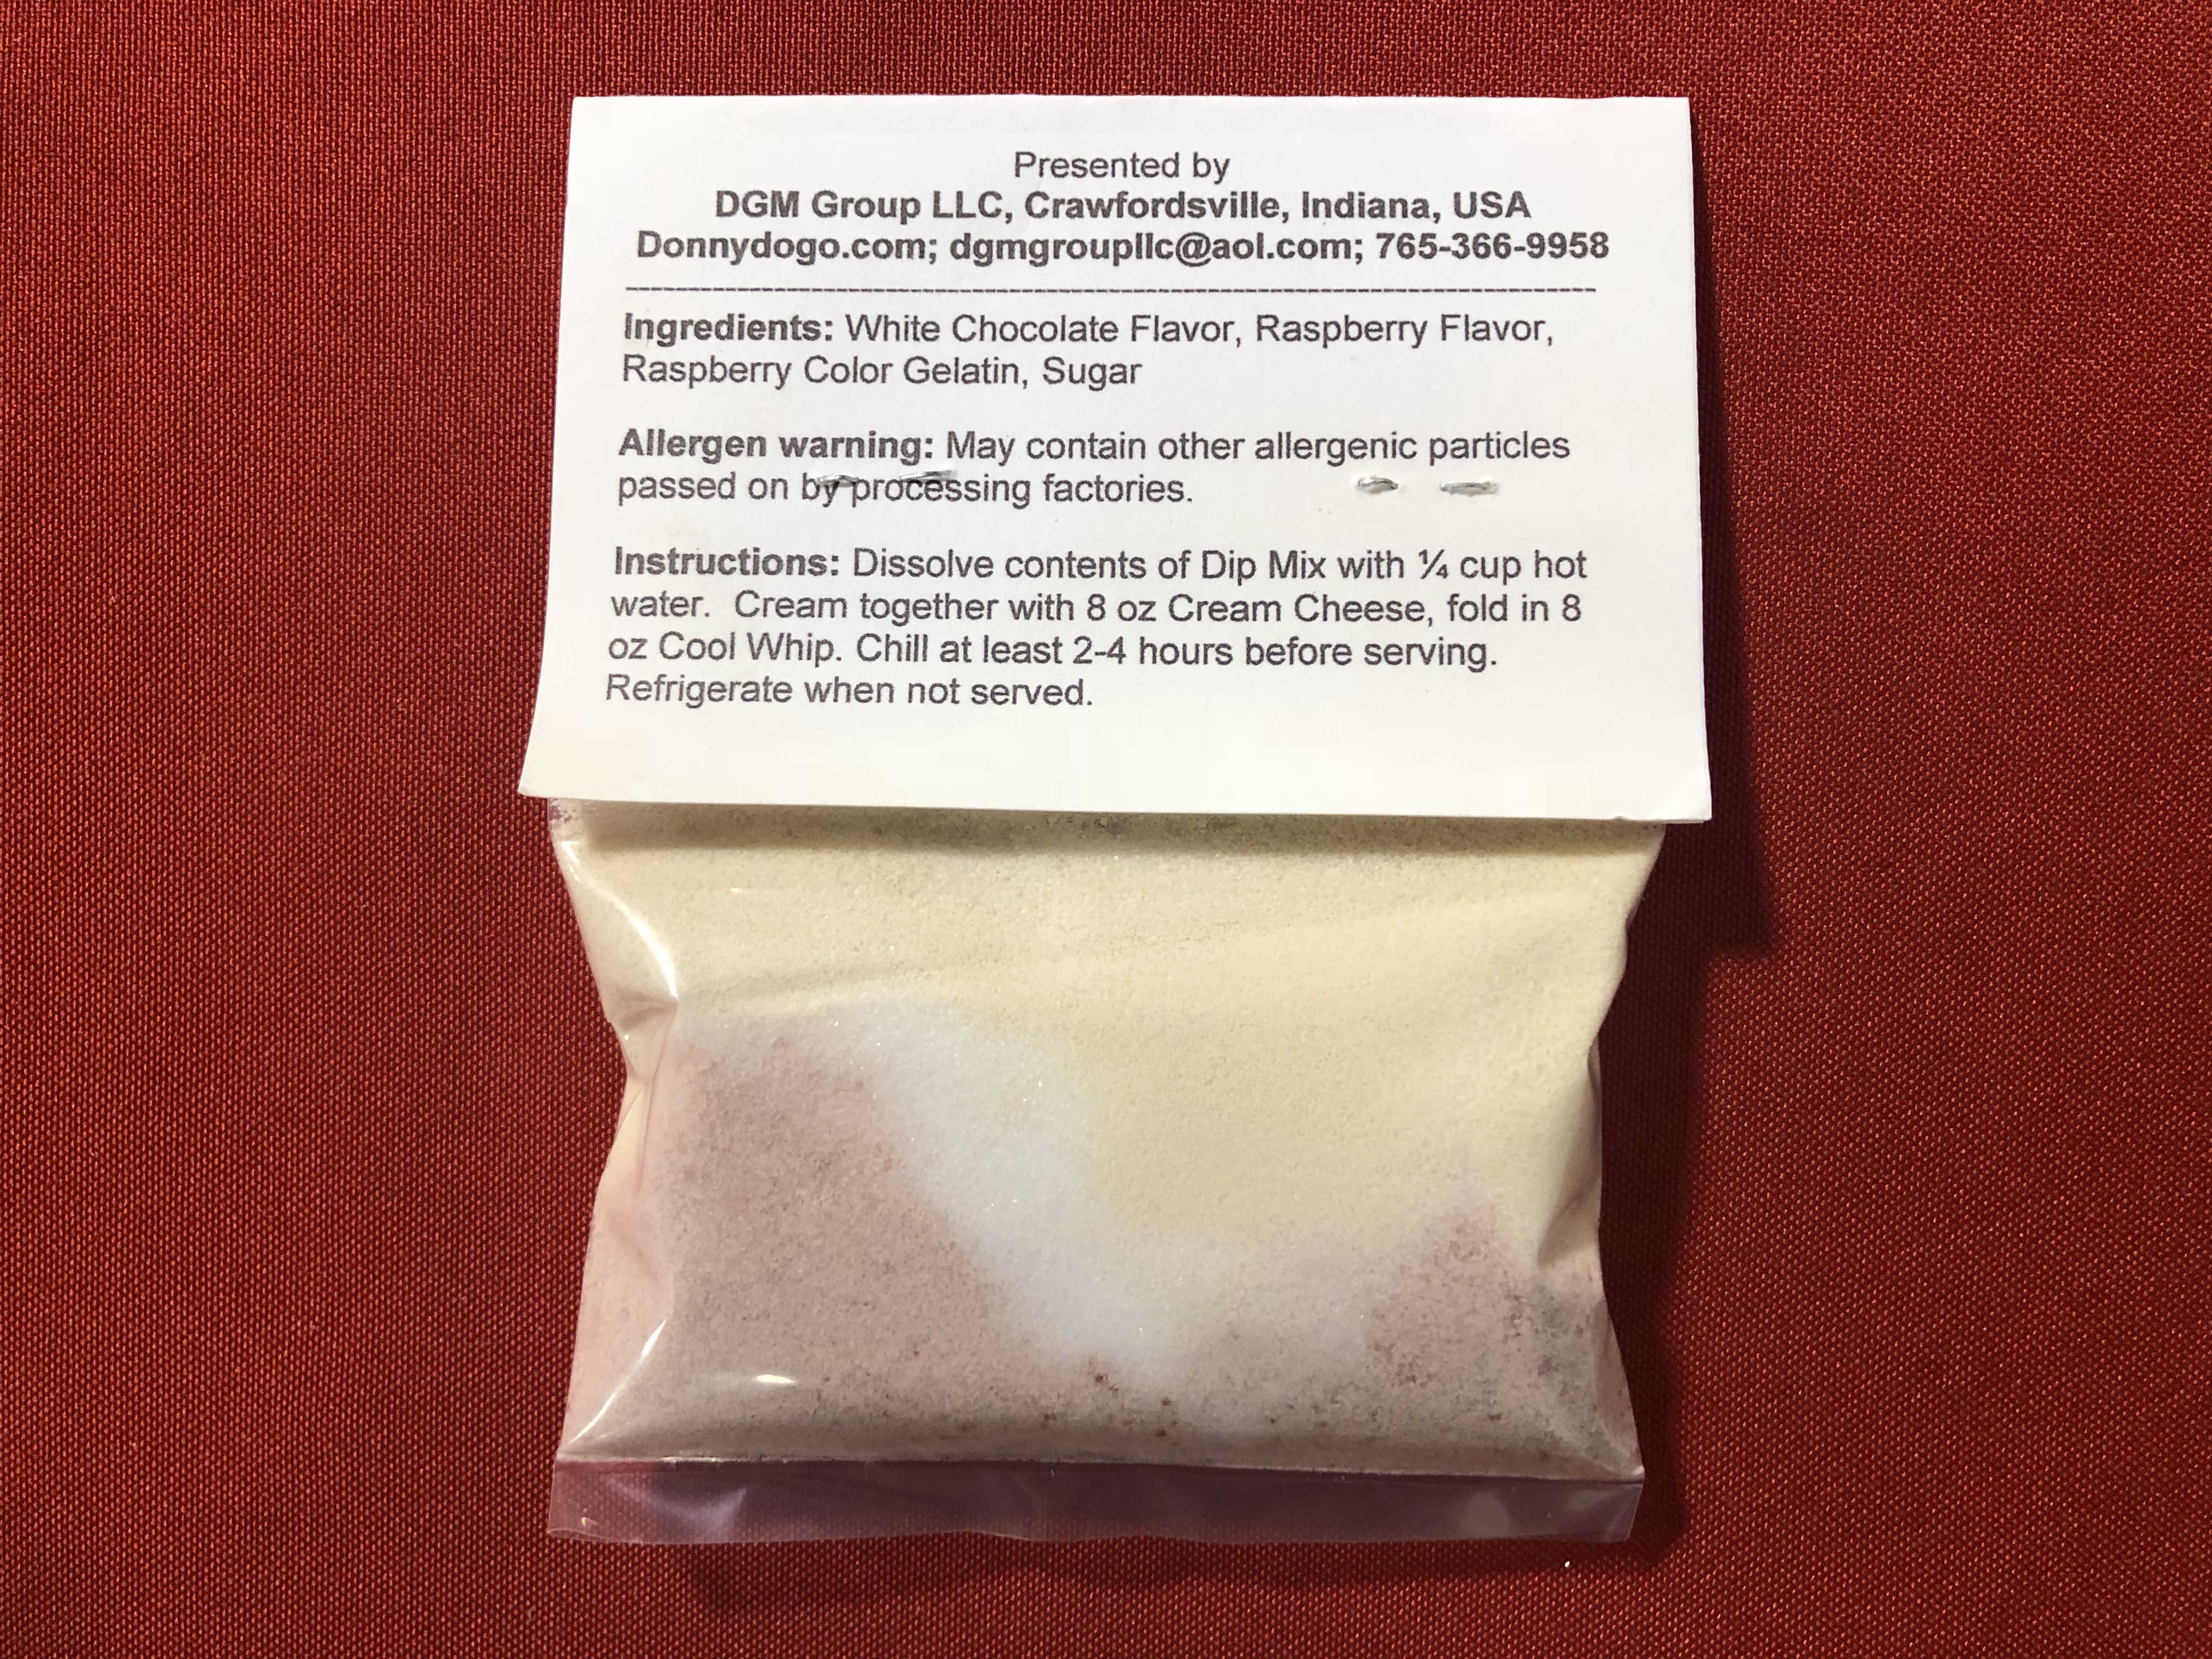 Presented by
DGM Group LLC, Crawfordsville, Indiana, USA
Donnydogo.com; dgmgroupllc@aol.com; 765-366-9958
--------------------------------------------------------------------------------
Ingredients: White Chocolate Flavor, Raspberry Flavor,
Raspberry Color Gelatin, Sugar
Allergen warning: May contain other allergenic particles
passed on by processing factories.
Instructions: Dissolve contents of Dip Mix with ¼ cup hot
water.  Cream together with 8 oz Cream Cheese, fold in 8
oz Cool Whip. Chill at least 2-4 hours before serving.
Refrigerate when not served.